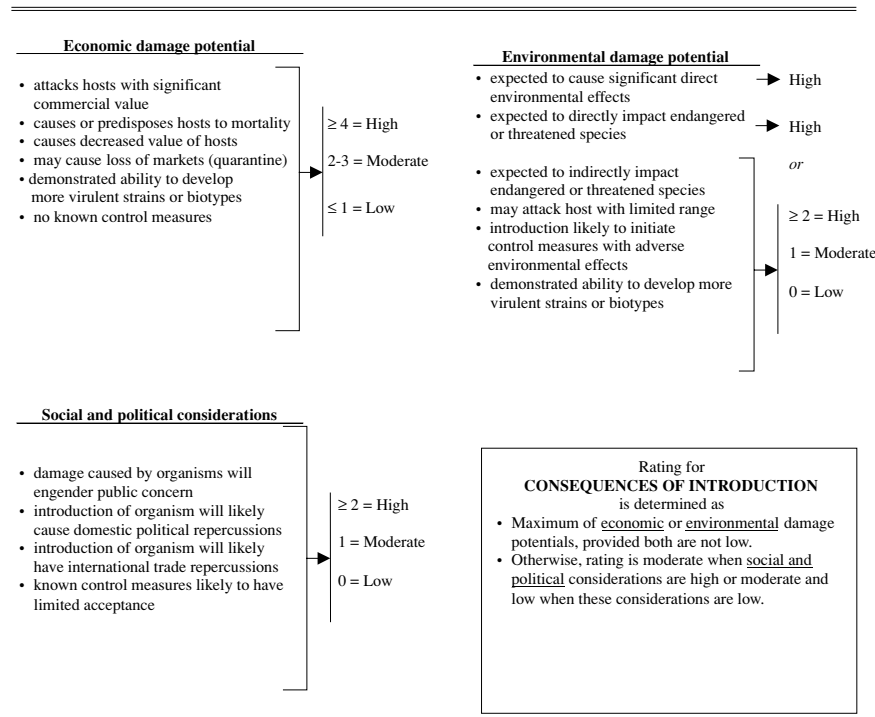 Economic damage potential
• attacks hosts with significant
commercial value
• causes or predisposes hosts to mortality
• causes decreased value of hosts
• may cause loss of markets (quarantine)
• demonstrated ability to develop
more virulent strains or biotypes
• no known control measures
≥ 4 = High
2-3 = Moderate
≤ 1 = Low
Environmental damage potential
• expected to cause significant direct
environmental effects
High
• expected to directly impact endangered
or threatened species
High
or
• expected to indirectly impact
endangered or threatened species
• may attack host with limited range
• introduction likely to initiate
control measures with adverse
environmental effects
• demonstrated ability to develop more
virulent strains or biotypes
≥ 2 = High
1 = Moderate
0 = Low
Social and political considerations
• damage caused by organisms will
engender public concern
• introduction of organism will likely
cause domestic political repercussions
• introduction of organism will likely
have international trade repercussions
• known control measures likely to have
limited acceptance
≥ 2 = High
1 = Moderate
0 = Low
Rating for
CONSEQUENCES OF INTRODUCTION
is determined as
• Maximum of economic or environmental damage
potentials, provided both are not low.
• Otherwise, rating is moderate when social and
political considerations are high or moderate and
low when these considerations are low.